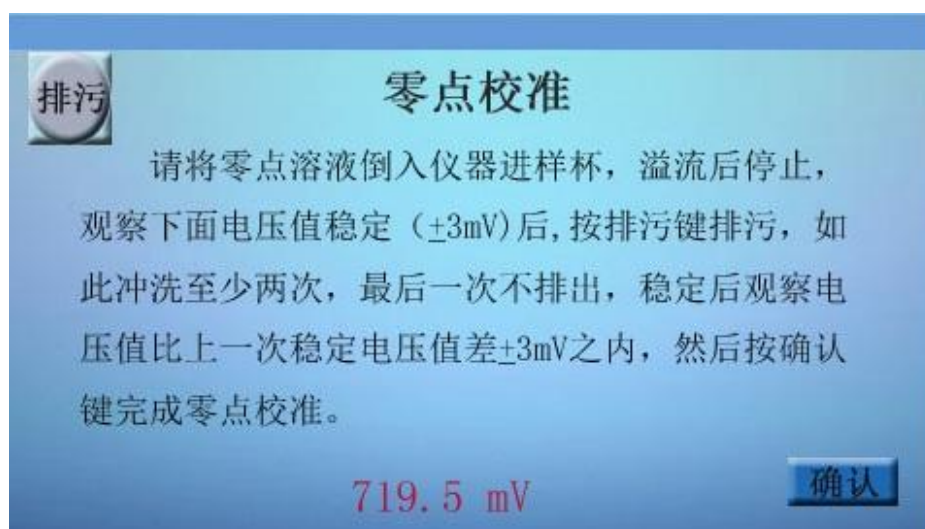 排污
零点校准
请将零点溶液倒入仪器进样杯，溢流后停止，
观察下面电压值稳定（±3mV)后,按排污键排污，如
此冲洗至少两次，最后一次不排出，稳定后观察电
压值比上一次稳定电压值差±3mV之内，然后按确认
键完成零点校准。
719.5 mV
确认